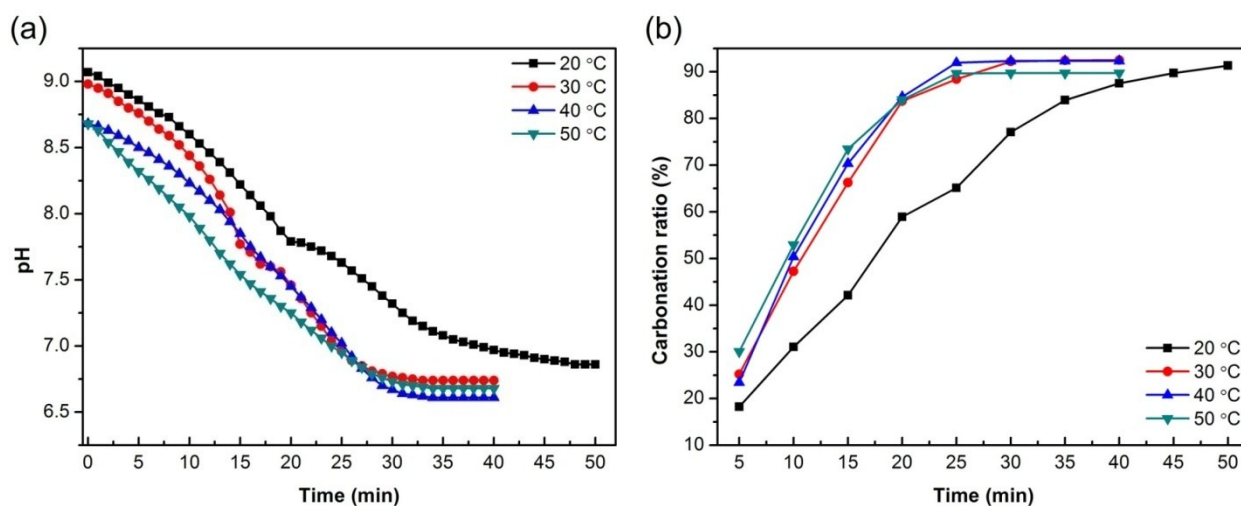 (a)
9.0
8.5
8.0
7.5
7.0
6.5
pH
0 5 10 15 20 25 30 35 40 45 50
Time (min)
20 °C
30 °C
40 °C
50 °C
(b)
90
80
70
60
50
40
30
20
10
Carbonation ratio (%)
5 10 15 20 25 30 35 40 45 50
Time (min)
20 °C
30 °C
40 °C
50 °C